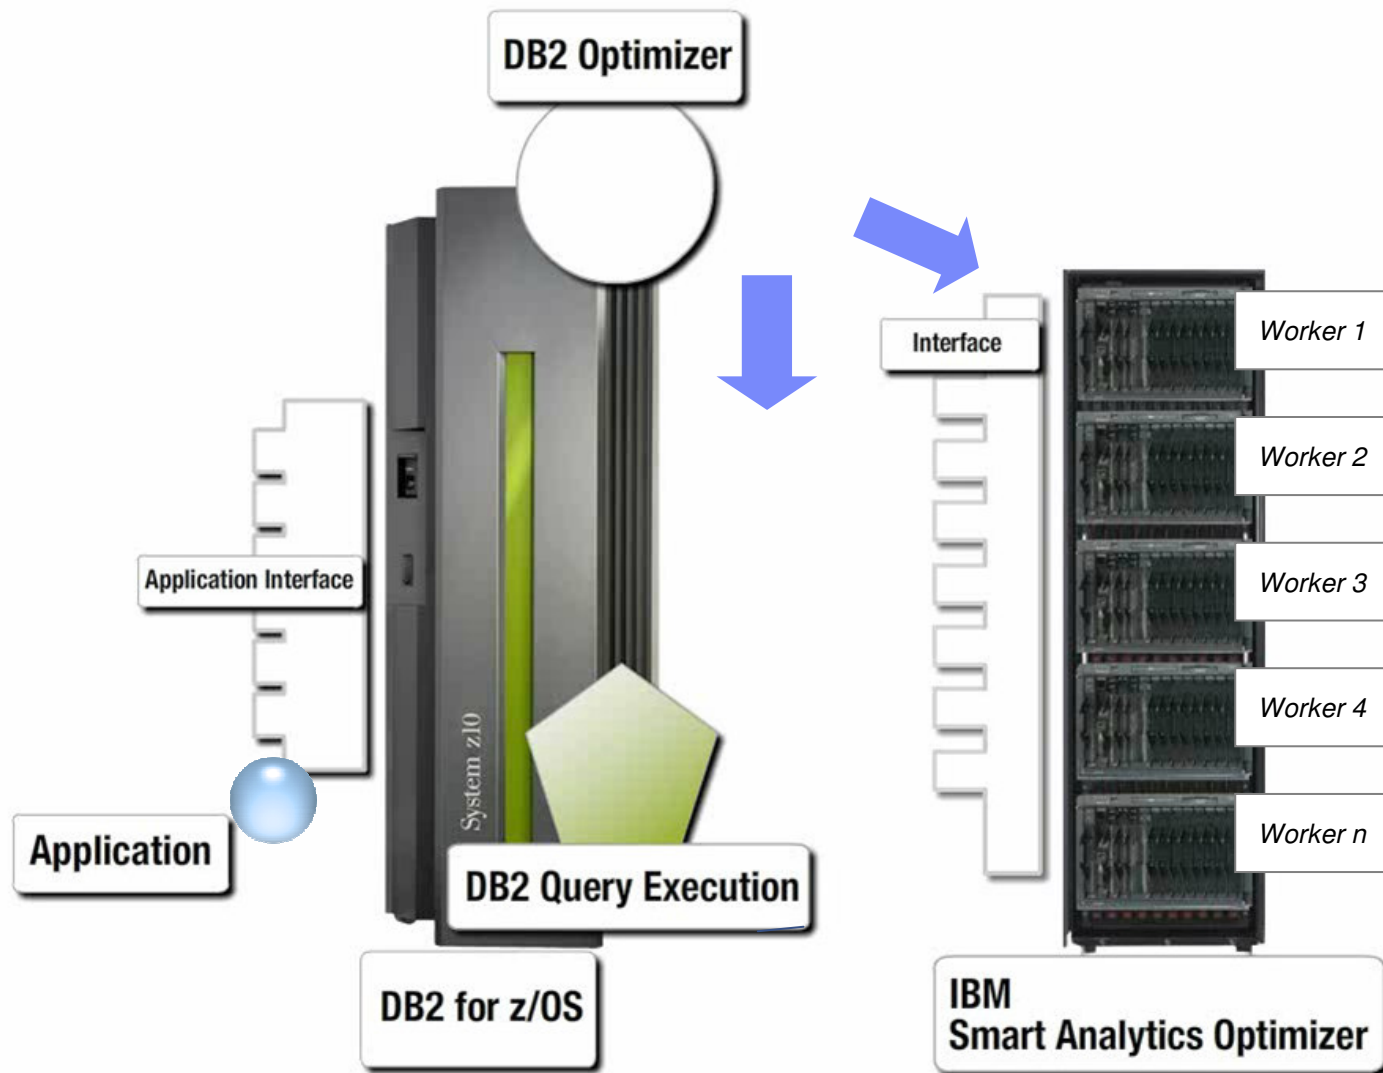 DB2 Optimizer
Interface
Worker 1
Worker 2
Application Interface
Worker 3
Worker 4
System z10
Application
DB2 Query Execution
Worker n
DB2 for z/OS
IBM
Smart Analytics Optimizer